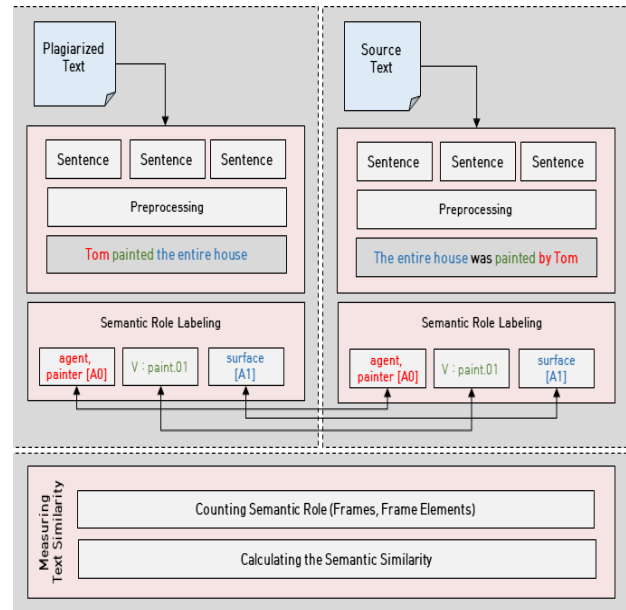 Plagiarized
Text
Sentence
Sentence
Sentence
Preprocessing
Tom painted the entire house
Semantic Role Labeling
agent,
painter [A0]
V : paint.01
surface
[A1]
Source
Text
Sentence
Sentence
Sentence
Preprocessing
The entire house was painted by Tom
Semantic Role Labeling
agent,
painter [A0]
V : paint.01
surface
[A1]
Measuring
Text Similarity
Counting Semantic Role (Frames, Frame Elements)
Calculating the Semantic Similarity